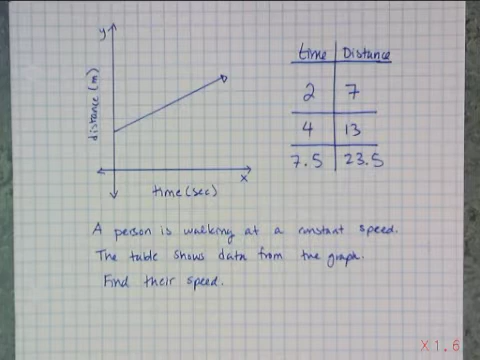 y
distance (m)
x
time (sec)
time Distance
2 7
4 13
7.5 23.5
A person is walking at a constant speed.
The table shows data from the graph.
Find their speed.
X1.6